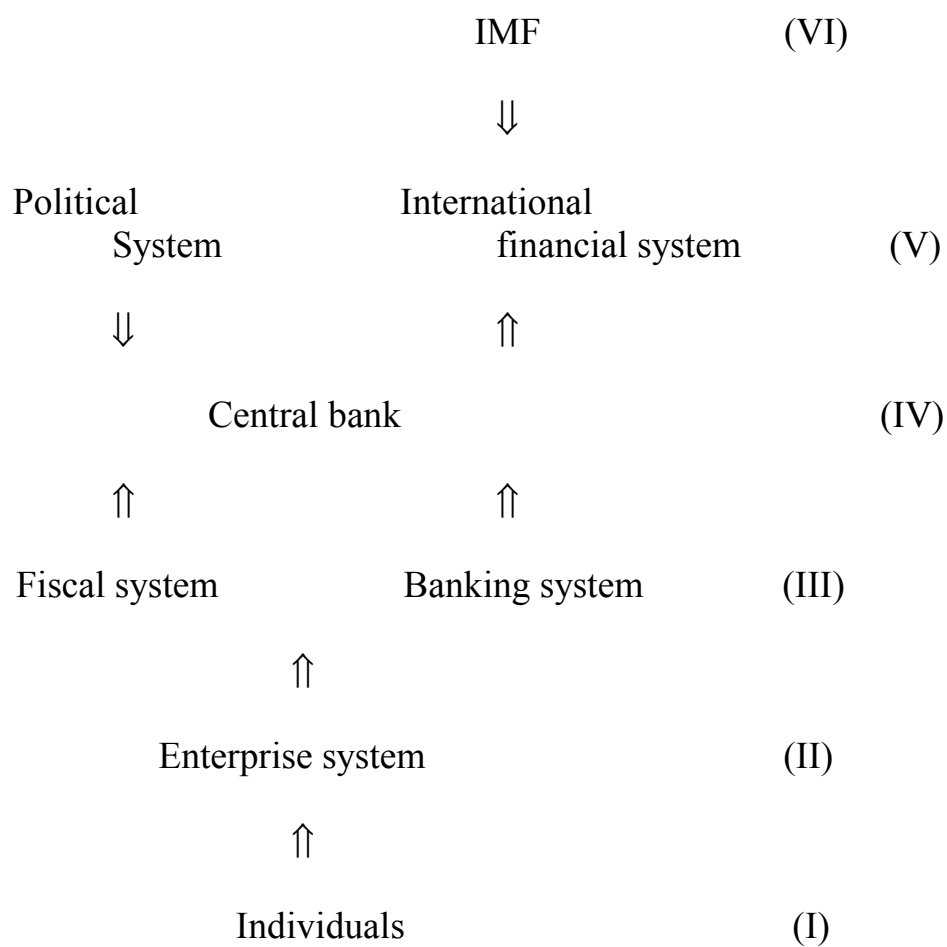 IMF (VI)
⇓
Political International
System financial system (V)
⇓ ⇑
Central bank (IV)
⇑ ⇑
Fiscal system Banking system (III)
⇑
Enterprise system (II)
⇑
Individuals (I)